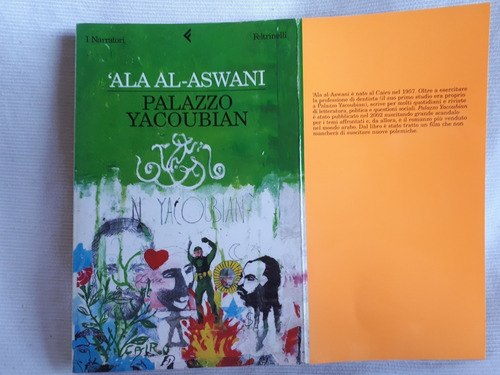 I Narratori
Feltrinelli
‘ALA AL-ASWANI
PALAZZO
YACOUBIAN
N YACOUBIAN
CAIRO
‘Ala al-Aswani è nato al Cairo nel 1957. Oltre a esercitare
la professione di dentista (il suo primo studio era proprio
a Palazzo Yacoubian), scrive per molti quotidiani e riviste
di letteratura, politica e questioni sociali. Palazzo Yacoubian
è stato pubblicato nel 2002 suscitando grande scandalo
per i temi affrontati e, da allora, è il romanzo più venduto
nel mondo arabo. Dal libro è stato tratto un film che non
mancherà di suscitare nuove polemiche.